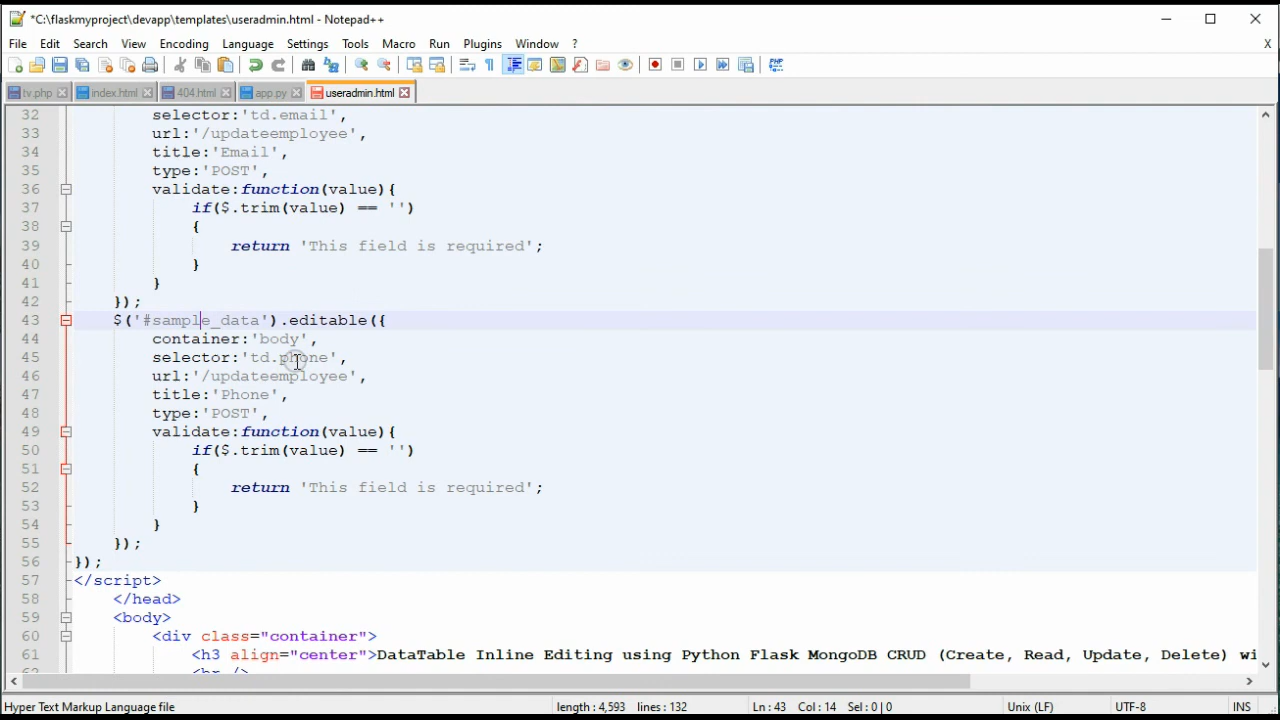 *C:\flaskmyproject\devapp\templates\useradmin.html - Notepad++
File Edit Search View Encoding Language Settings Tools Macro Run Plugins Window ? X
tv.php index.html 404.html app.py useradmin.html
32 selector:'td.email',
33 url:'/updateemployee',
34 title:'Email',
35 type:'POST',
36 validate:function(value){
37 if($.trim(value) == '')
38 {
39 return 'This field is required';
40 }
41 }
42 });
43 $('#sample_data').editable({
44 container:'body',
45 selector:'td.phone',
46 url:'/updateemployee',
47 title:'Phone',
48 type:'POST',
49 validate:function(value){
50 if($.trim(value) == '')
51 {
52 return 'This field is required';
53 }
54 }
55 });
56 });
57 </script>
58 </head>
59 <body>
60 <div class="container">
61 <h3 align="center">DataTable Inline Editing using Python Flask MongoDB CRUD (Create, Read, Update, Delete) wi
<br />
Hyper Text Markup Language file length : 4,593 lines : 132 Ln : 43 Col : 14 Sel : 0 | 0 Unix (LF) UTF-8 INS